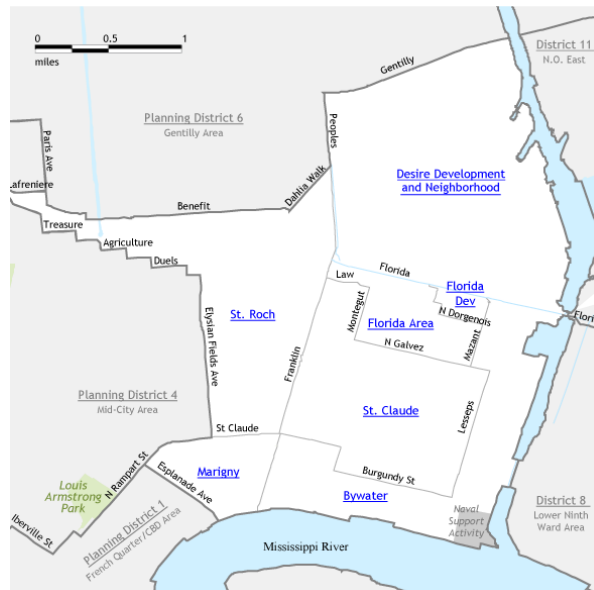 0 0.5 1
miles
District 11
N.O. East
Gentilly
Planning District 6
Gentilly Area
Peoples
Paris Ave
Desire Development
and Neighborhood
Lafreniere
Dahlia Walk
Benefit
Treasure
Agriculture
Duels
Florida
Law
Florida
Dev
N Dorgenois
Florida
St. Roch
Elysian Fields Ave
Montegut
Florida Area
Mazant
N Galvez
Franklin
Planning District 4
Mid-City Area
St. Claude
Lesseps
St Claude
N Rampart St
Marigny
Esplanade Ave
Burgundy St
Bywater
Louis
Armstrong
Park
Naval
Support
Activity
District 8
Lower Ninth
Ward Area
Iberville St
Planning District 1
French Quarter/CBD Area
Mississippi River